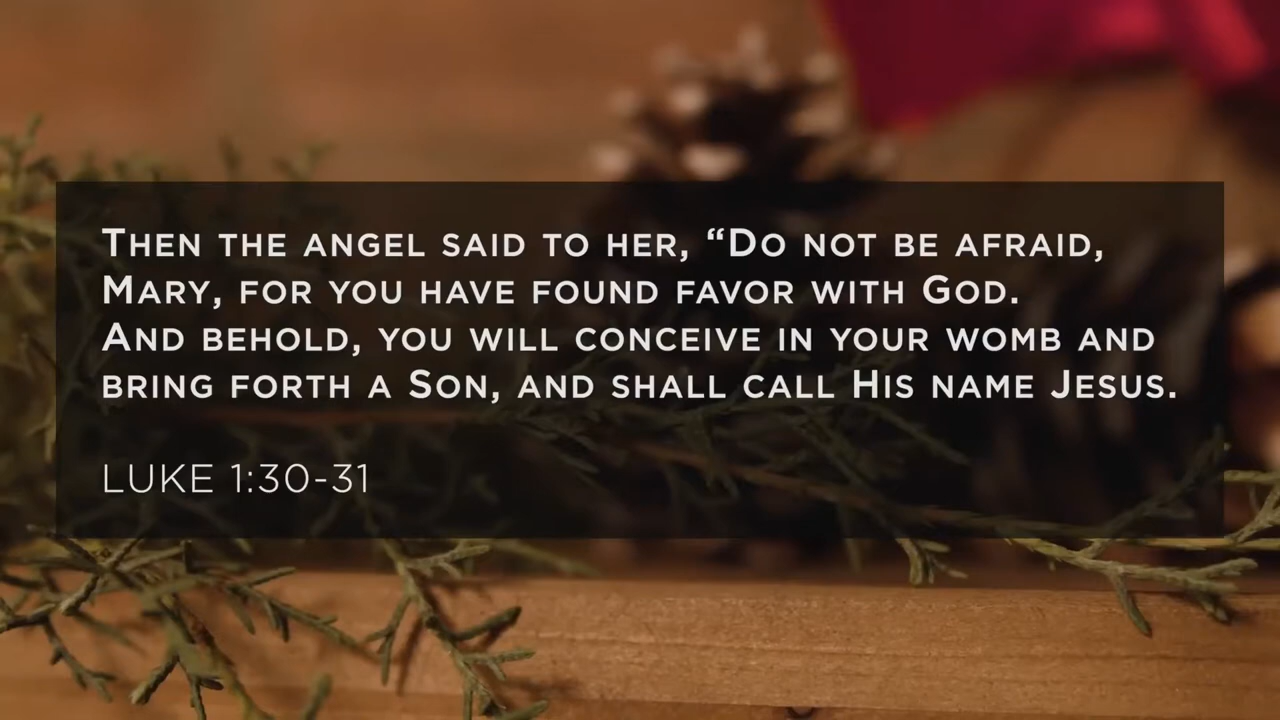 Then the angel said to her, “Do not be afraid,
Mary, for you have found favor with God.
And behold, you will conceive in your womb and
bring forth a Son, and shall call His name Jesus.
LUKE 1:30-31